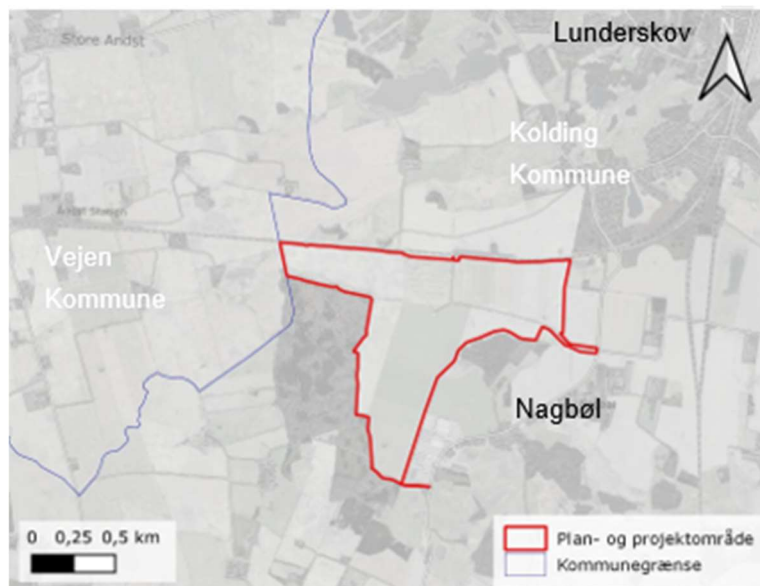 Lunderskov
N
Store Andst
Kolding
Kommune
Andst Stationsby
Vejen
Kommune
Nagbøl
0 0,25 0,5 km
Plan- og projektområde
Kommunegrænse